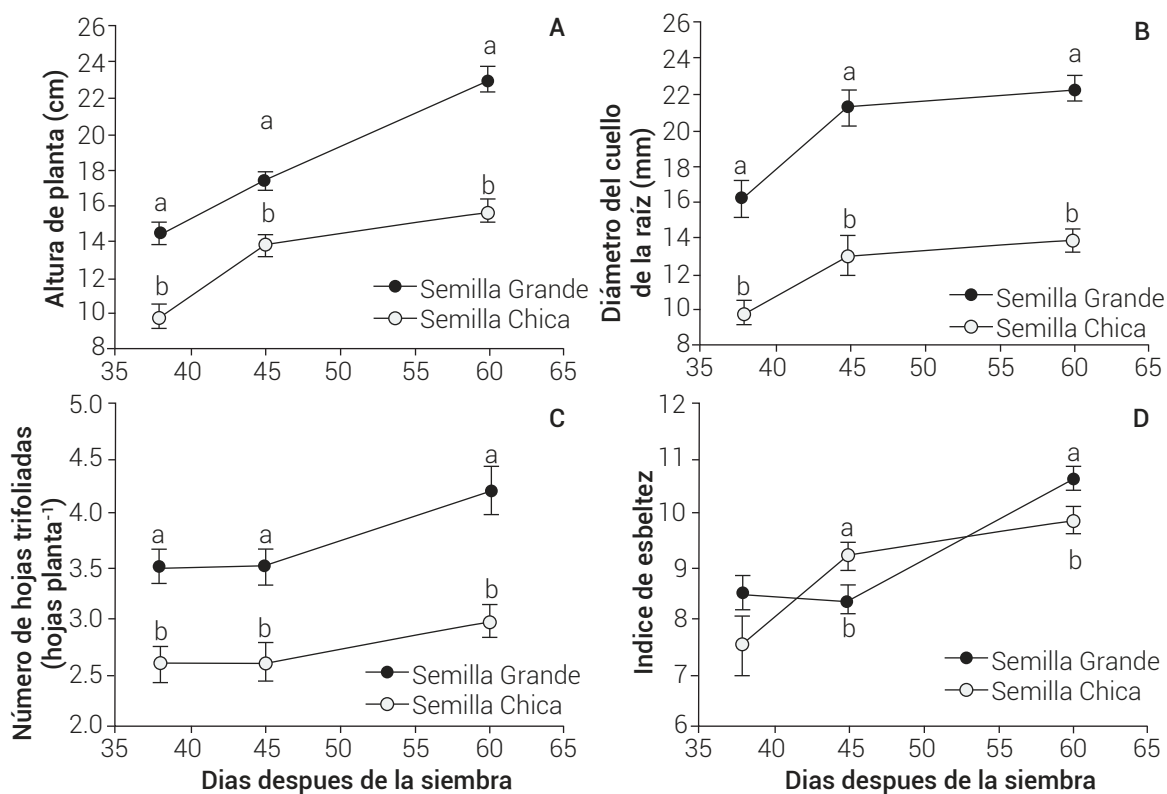 A
Altura de planta (cm)
26
24
22
20
18
16
14
12
10
8
a
a
a
b
b
b
Semilla Grande
Semilla Chica
35 40 45 50 55 60 65
B
Diámetro del cuello
de la raíz (mm)
26
24
22
20
18
16
14
12
10
8
a
a
a
b
b
b
Semilla Grande
Semilla Chica
35 40 45 50 55 60 65
C
Número de hojas trifoliadas
(hojas planta⁻¹)
5.0
4.5
4.0
3.5
3.0
2.5
2.0
a
a
a
b
b
b
Semilla Grande
Semilla Chica
35 40 45 50 55 60 65
Dias despues de la siembra
D
Indice de esbeltez
12
11
10
9
8
7
6
a
a
b
b
Semilla Grande
Semilla Chica
35 40 45 50 55 60 65
Dias despues de la siembra